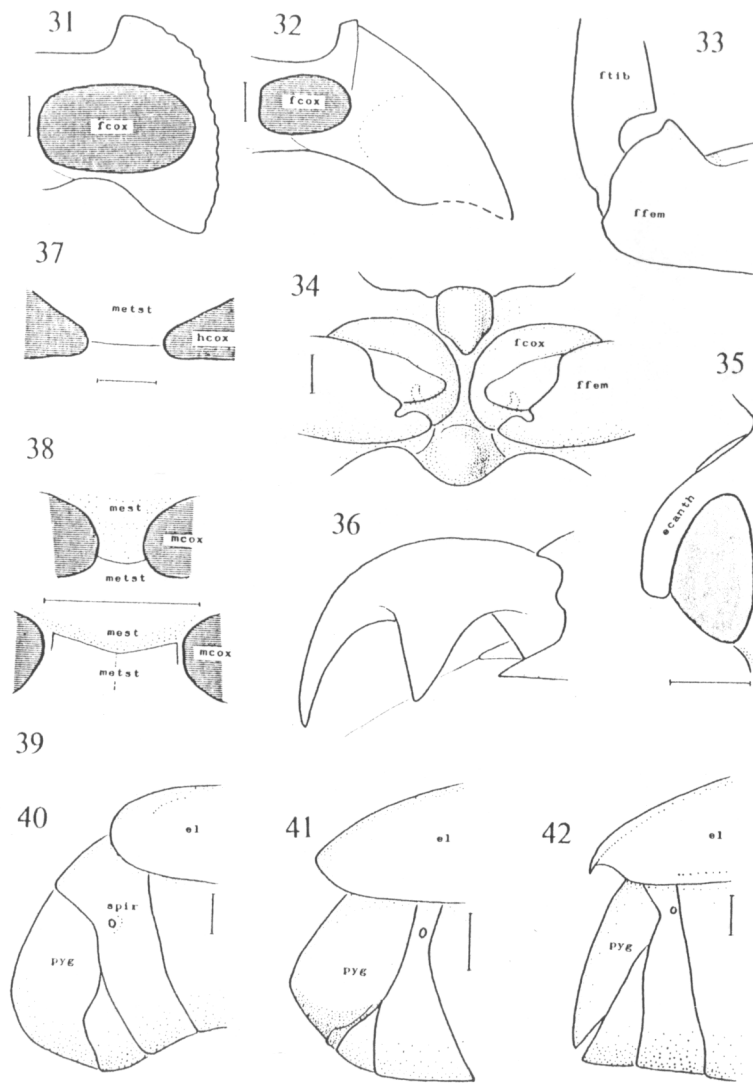 31
32
33
fcox
fcox
ftib
ffem
37
metst
hcox
34
fcox
ffem
35
ecanth
38
mest
mcox
metst
36
mest
mcox
metst
39
40
el
apir
pyg
41
el
pyg
42
el
pyg